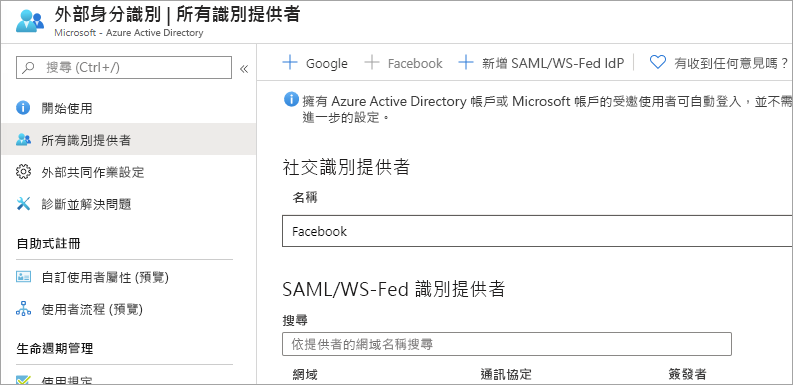 外部身分識別 | 所有識別提供者
Microsoft - Azure Active Directory
搜尋 (Ctrl+/)
«
開始使用
所有識別提供者
外部共同作業設定
診斷並解決問題
自助式註冊
自訂使用者屬性 (預覽)
使用者流程 (預覽)
生命週期管理
使用規定
+ Google
+ Facebook
+ 新增 SAML/WS-Fed IdP
有收到任何意見嗎？
擁有 Azure Active Directory 帳戶或 Microsoft 帳戶的受邀使用者可自動登入，並不需
進一步的設定。
社交識別提供者
名稱
Facebook
SAML/WS-Fed 識別提供者
搜尋
依提供者的網域名稱搜尋
網域 通訊協定 簽發者